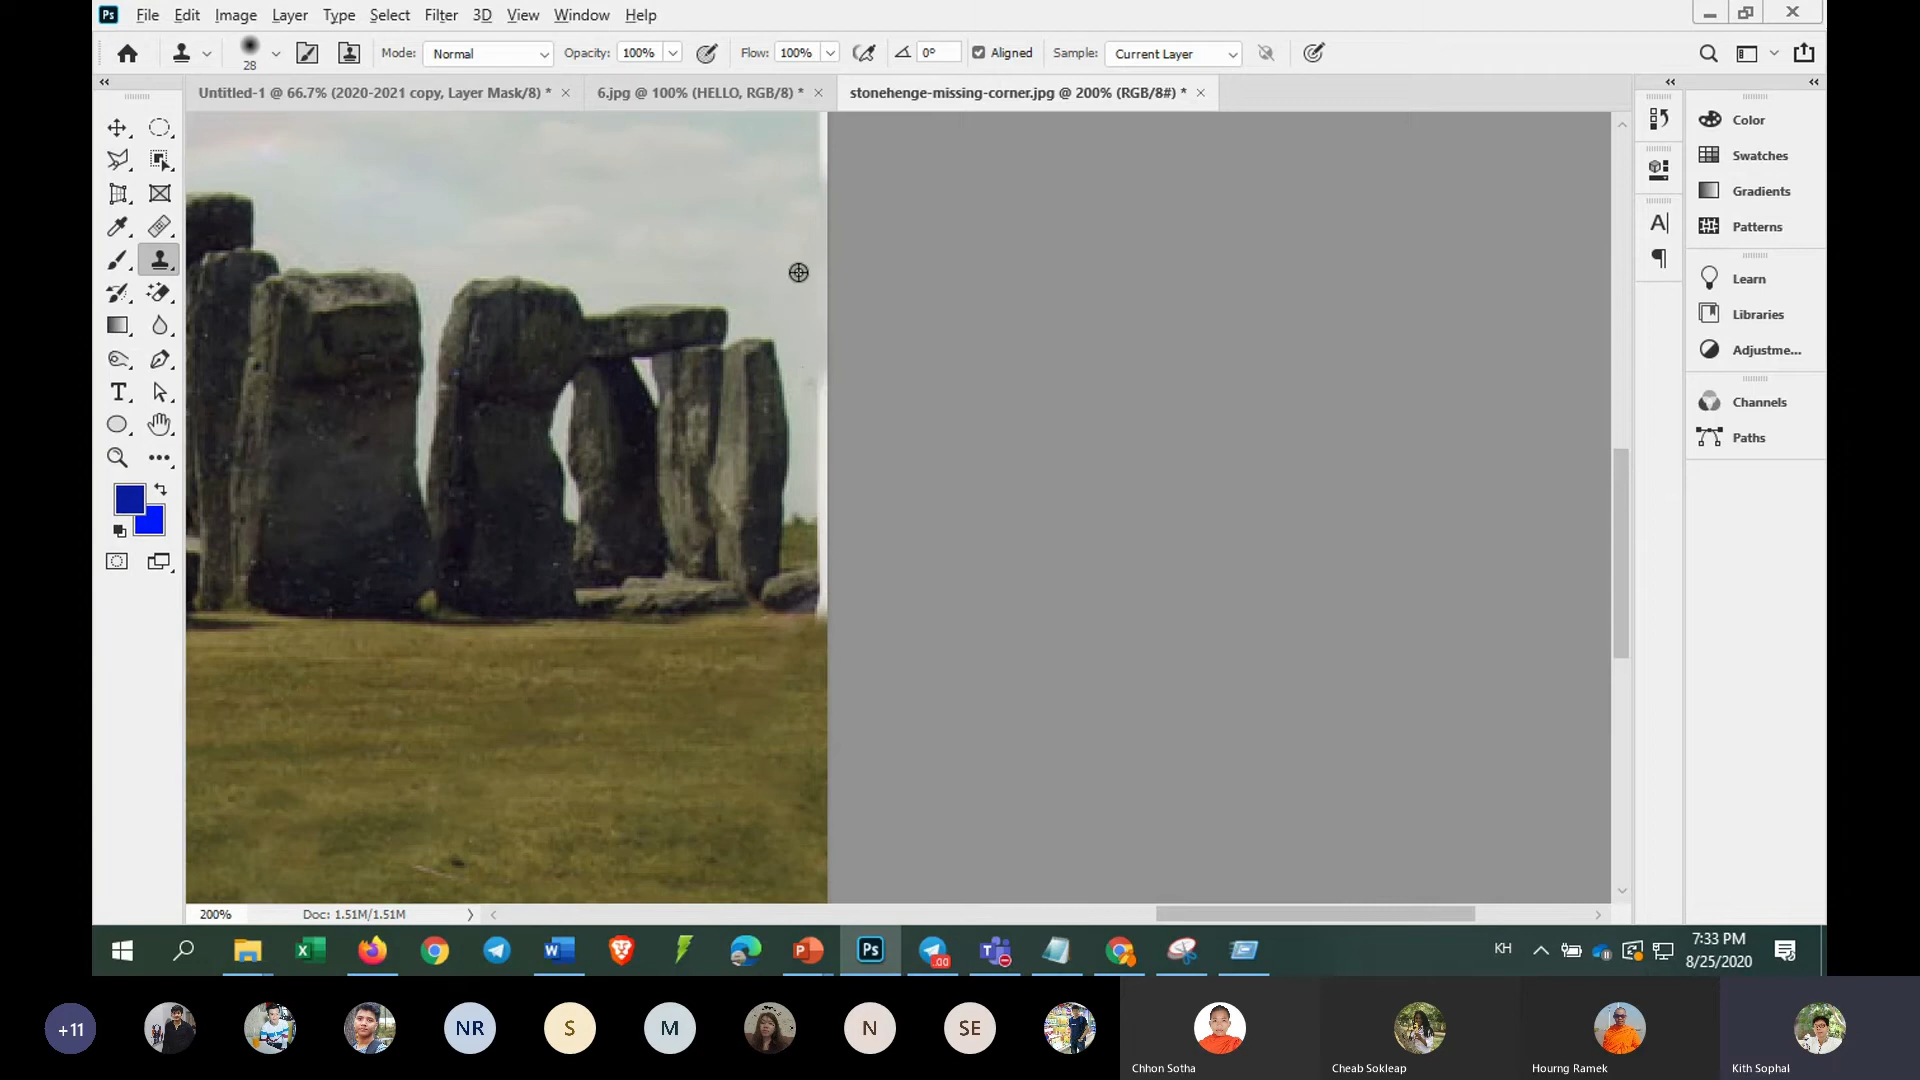 Ps File Edit Image Layer Type Select Filter 3D View Window Help
28 Mode: Normal Opacity: 100% Flow: 100% 0° Aligned Sample: Current Layer
Untitled-1 @ 66.7% (2020-2021 copy, Layer Mask/8) * 6.jpg @ 100% (HELLO, RGB/8) * stonehenge-missing-corner.jpg @ 200% (RGB/8#) *
Color
Swatches
Gradients
Patterns
Learn
Libraries
Adjustme...
Channels
Paths
200% Doc: 1.51M/1.51M
KH 7:33 PM
8/25/2020
+11 NR S M N SE
Chhon Sotha Cheab Sokleap Hourng Ramek Kith Sophal